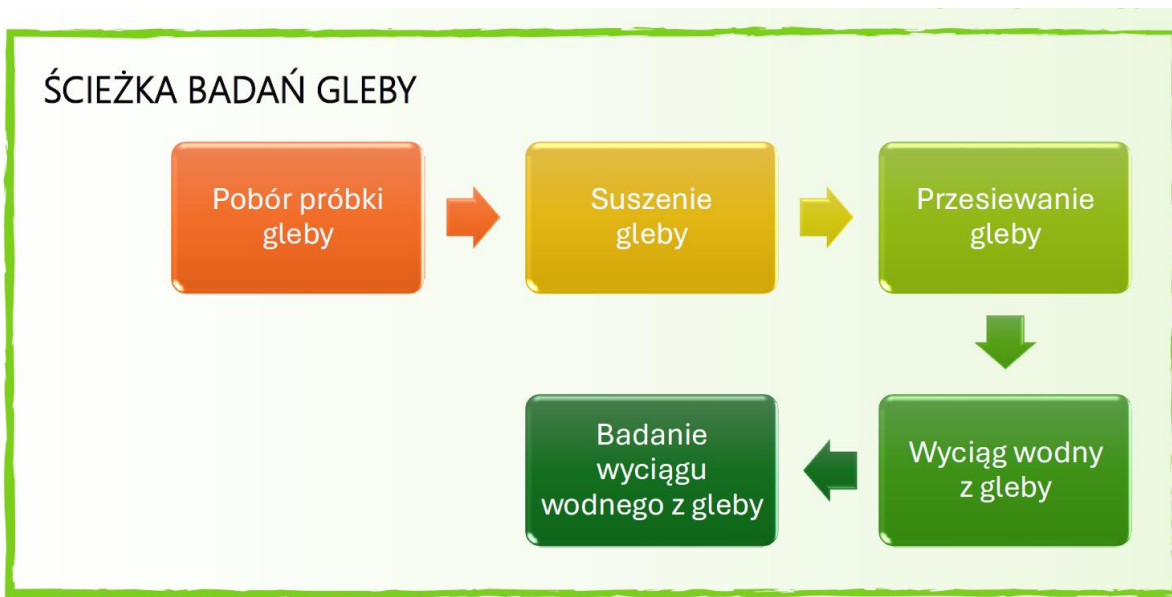 ŚCIEŻKA BADAŃ GLEBY
Pobór próbki
gleby
Suszenie
gleby
Przesiewanie
gleby
Wyciąg wodny
z gleby
Badanie
wyciągu
wodnego z gleby